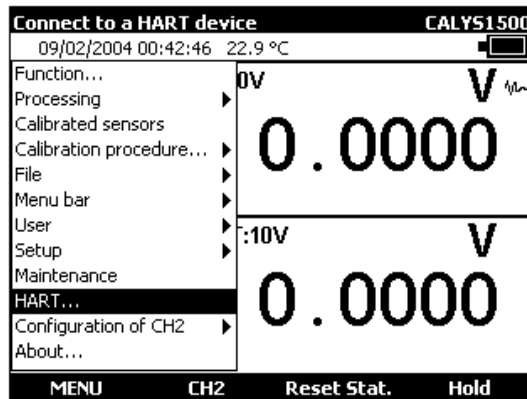 Connect to a HART device CALYS1500
09/02/2004 00:42:46 22.9 °C
Function...
Processing
Calibrated sensors
Calibration procedure...
File
Menu bar
User
Setup
Maintenance
HART...
Configuration of CH2
About...
0V V
0.0000
:10V V
0.0000
MENU CH2 Reset Stat. Hold